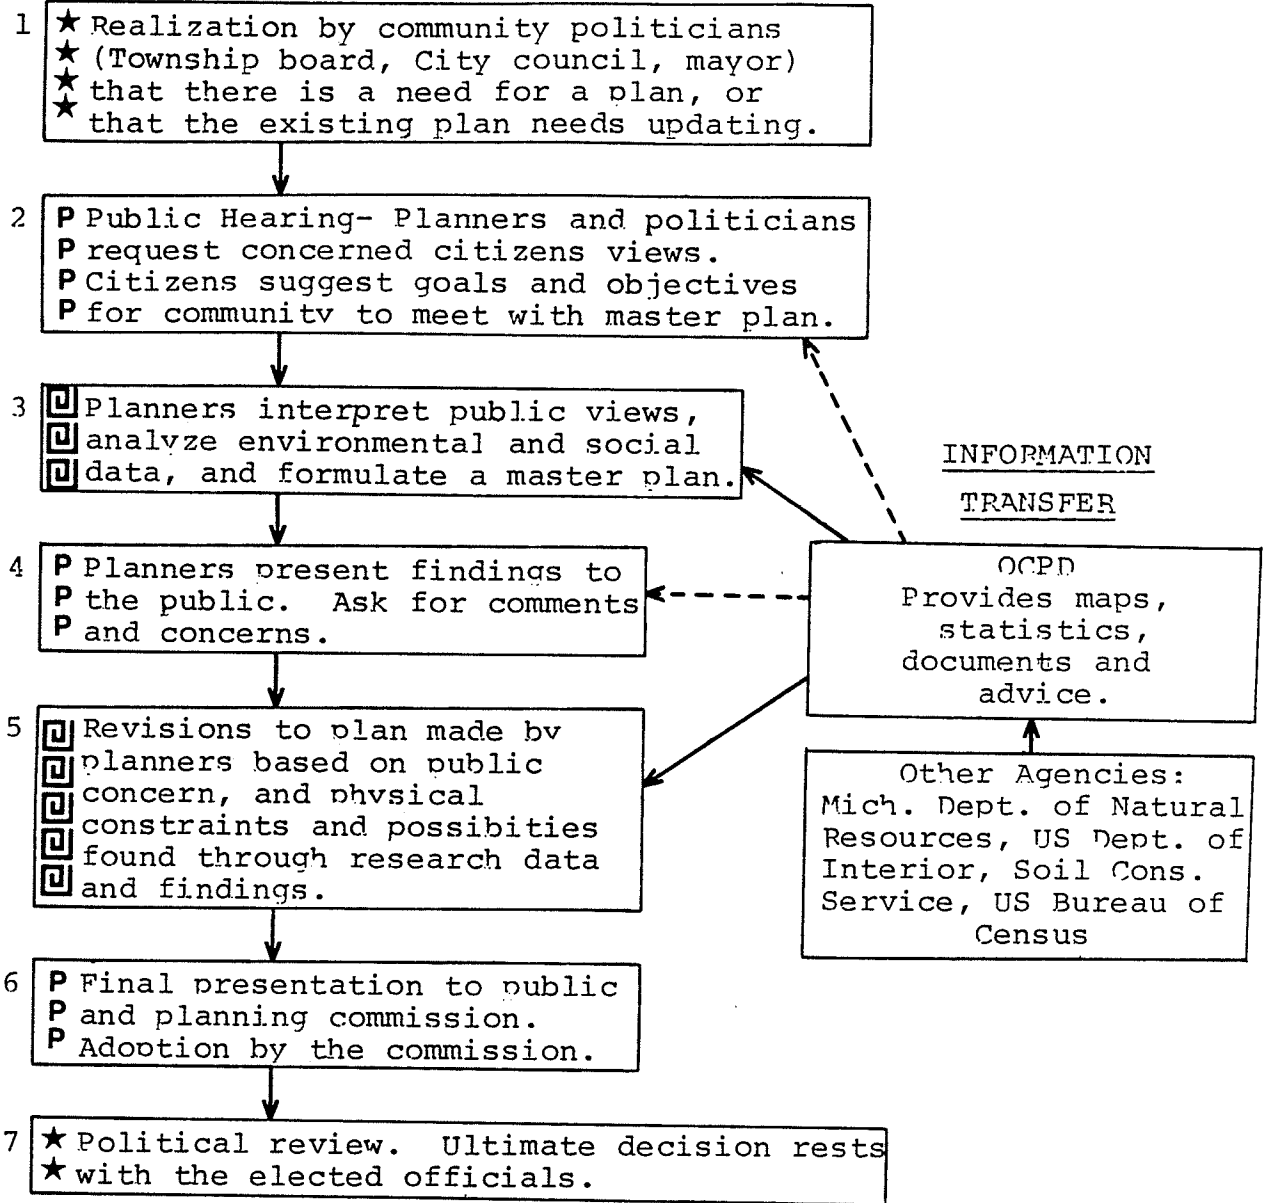 1
Realization by community politicians
(Township board, City council, mayor)
that there is a need for a plan, or
that the existing plan needs updating.
2
P Public Hearing- Planners and politicians
P request concerned citizens views.
P Citizens suggest goals and objectives
P for community to meet with master plan.
3
Planners interpret public views,
analyze environmental and social
data, and formulate a master plan.
4
P Planners present findings to
P the public. Ask for comments
P and concerns.
5
Revisions to plan made by
planners based on public
concern, and physical
constraints and possibities
found through research data
and findings.
6
P Final presentation to public
P and planning commission.
P Adoption by the commission.
7
Political review. Ultimate decision rests
with the elected officials.
INFORMATION
TRANSFER
OCPD
Provides maps,
statistics,
documents and
advice.
Other Agencies:
Mich. Dept. of Natural
Resources, US Dept. of
Interior, Soil Cons.
Service, US Bureau of
Census